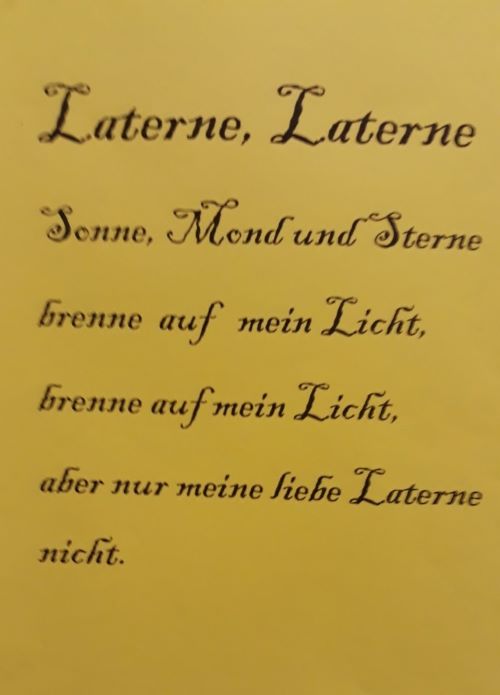 Laterne, Laterne
Sonne, Mond und Sterne
brenne auf mein Licht,
brenne auf mein Licht,
aber nur meine liebe Laterne
nicht.